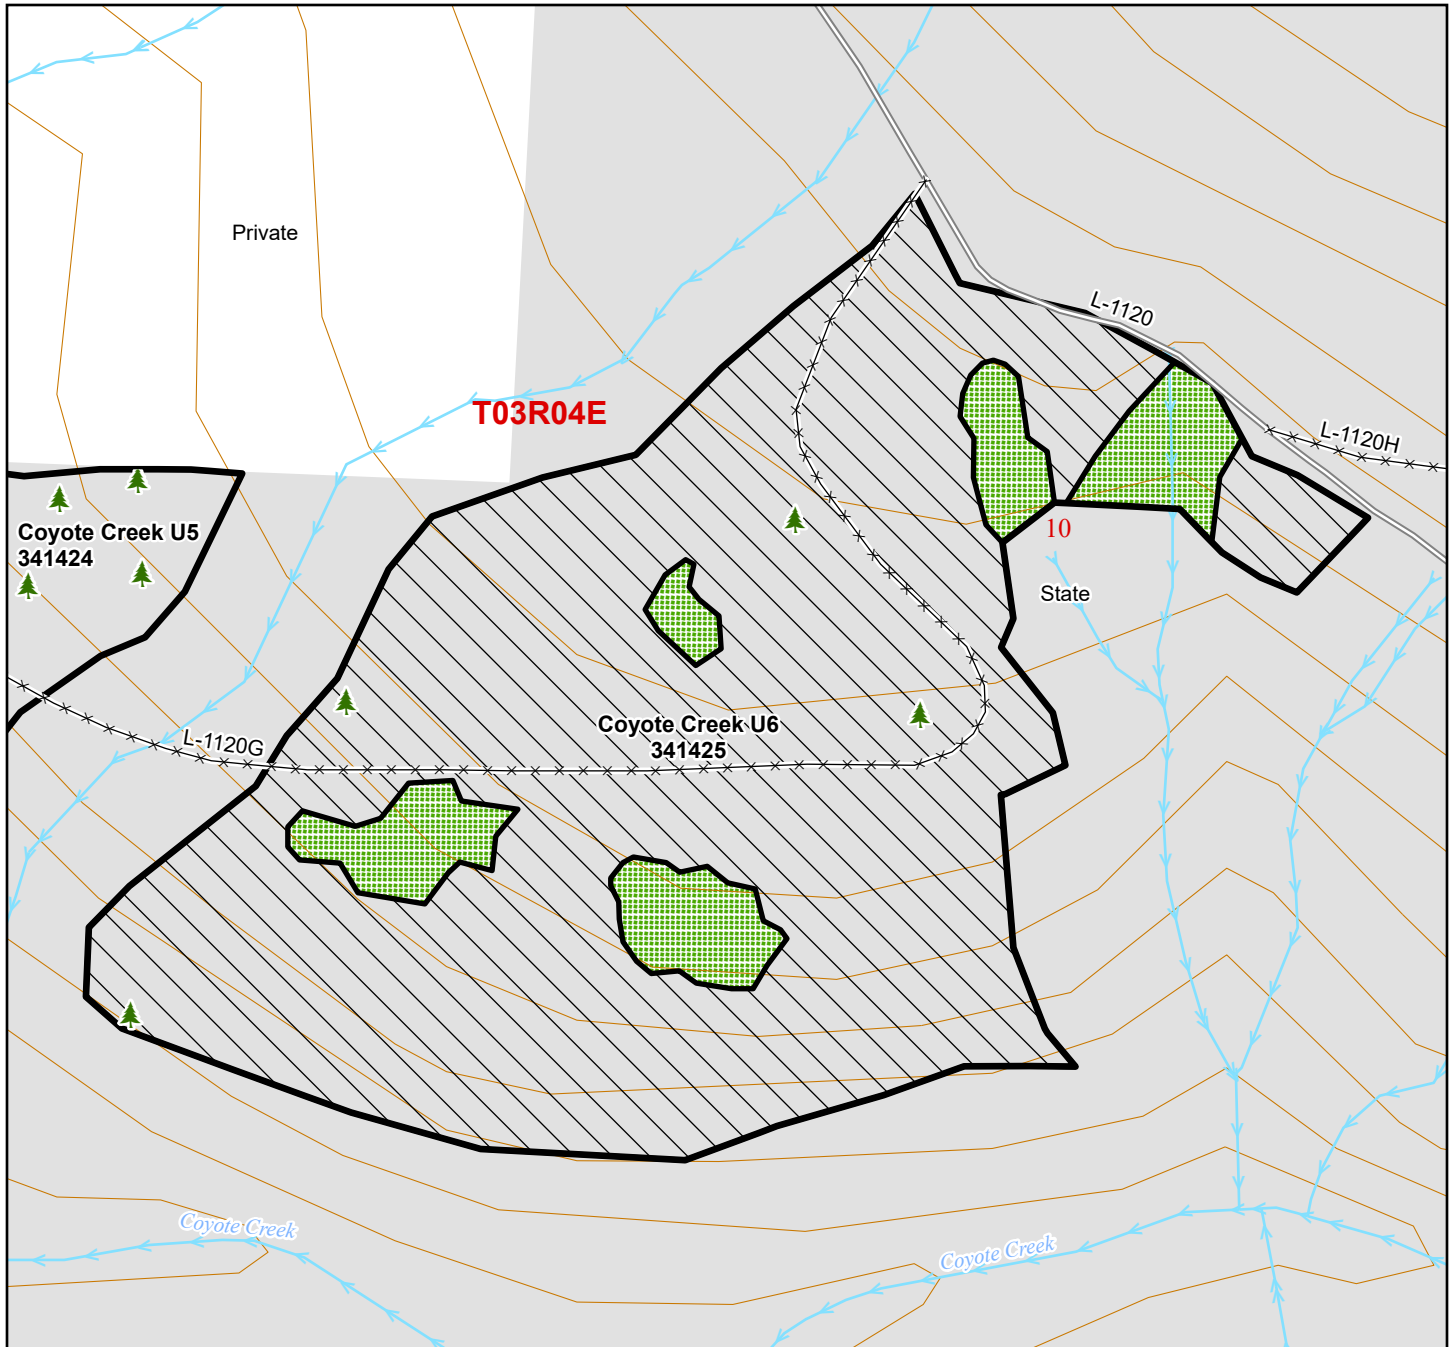 Private
L-1120
T03R04E
L-1120H
10
Coyote Creek U5
341424
State
Coyote Creek U6
341425
L-1120G
Coyote Creek
Coyote Creek